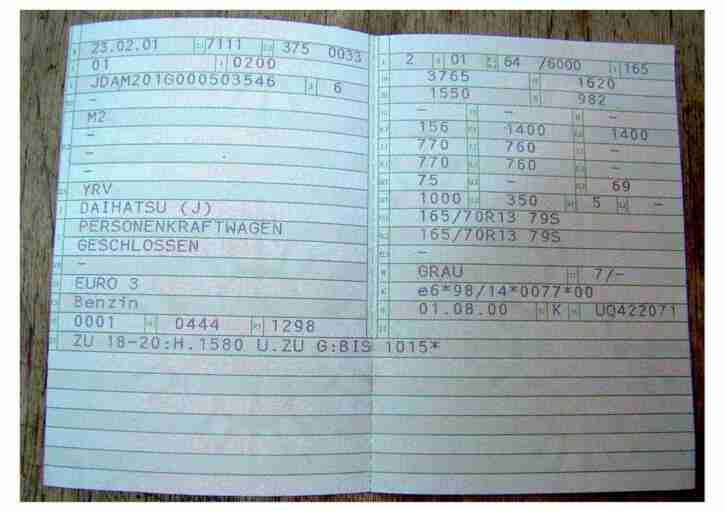 23.02.01 7111 375 0033
01 0200
JDAM201G000503546 6
-
M2
-
-
-
YRV
DAIHATSU (J)
PERSONENKRAFTWAGEN
GESCHLOSSEN
-
EURO 3
Benzin
0001 0444 1298
ZU 18-20:H.1580 U.ZU G:BIS 1015*
2 01 64 /6000 165
3765 1620
1550 982
- - -
156 1400 1400
770 760 -
770 760 -
75 - 69
1000 350 5 -
165/70R13 79S
165/70R13 79S
-
GRAU 7/-
e6*98/14*0077*00
01.08.00 K UQ422071